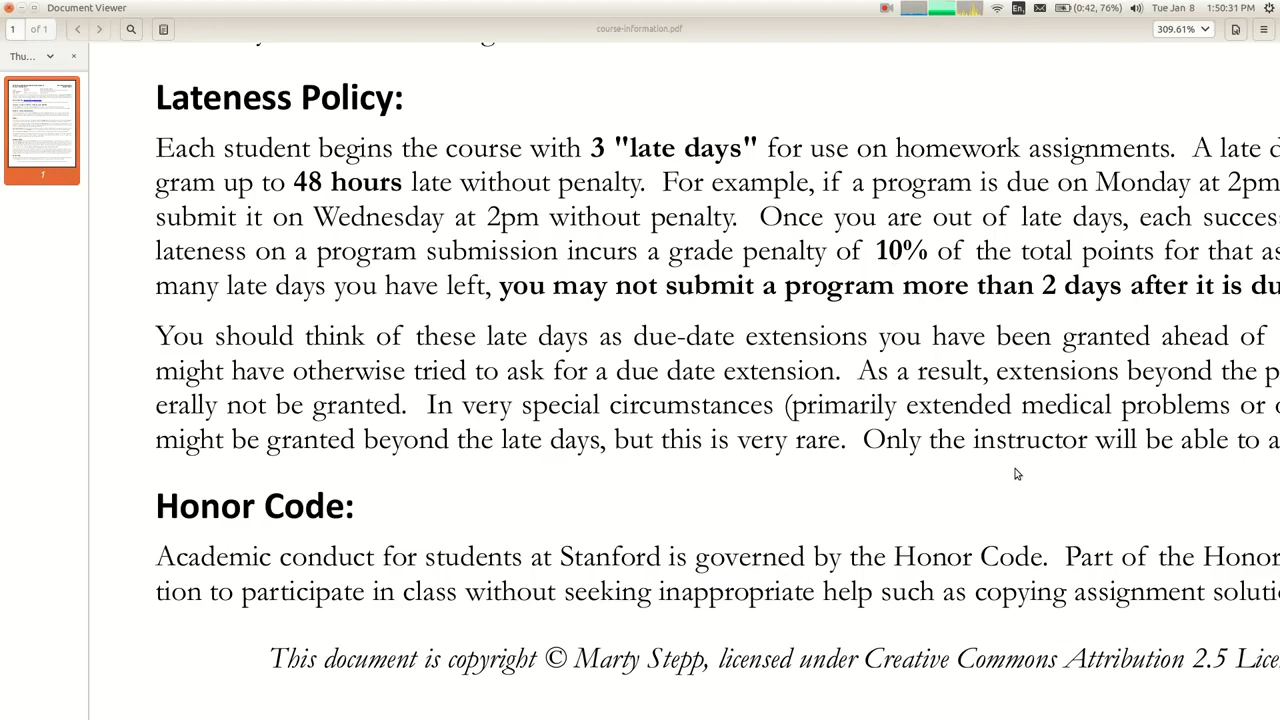 Document Viewer
En
(0:42, 76%)
Tue Jan 8
1:50:31 PM
1 of 1
course-information.pdf
309.61%
Thu...
1
Lateness Policy:
Each student begins the course with 3 "late days" for use on homework assignments. A late d
gram up to 48 hours late without penalty. For example, if a program is due on Monday at 2pm
submit it on Wednesday at 2pm without penalty. Once you are out of late days, each success
lateness on a program submission incurs a grade penalty of 10% of the total points for that as
many late days you have left, you may not submit a program more than 2 days after it is du
You should think of these late days as due-date extensions you have been granted ahead of
might have otherwise tried to ask for a due date extension. As a result, extensions beyond the p
erally not be granted. In very special circumstances (primarily extended medical problems or o
might be granted beyond the late days, but this is very rare. Only the instructor will be able to a
Honor Code:
Academic conduct for students at Stanford is governed by the Honor Code. Part of the Honor
tion to participate in class without seeking inappropriate help such as copying assignment soluti
This document is copyright © Marty Stepp, licensed under Creative Commons Attribution 2.5 Lice